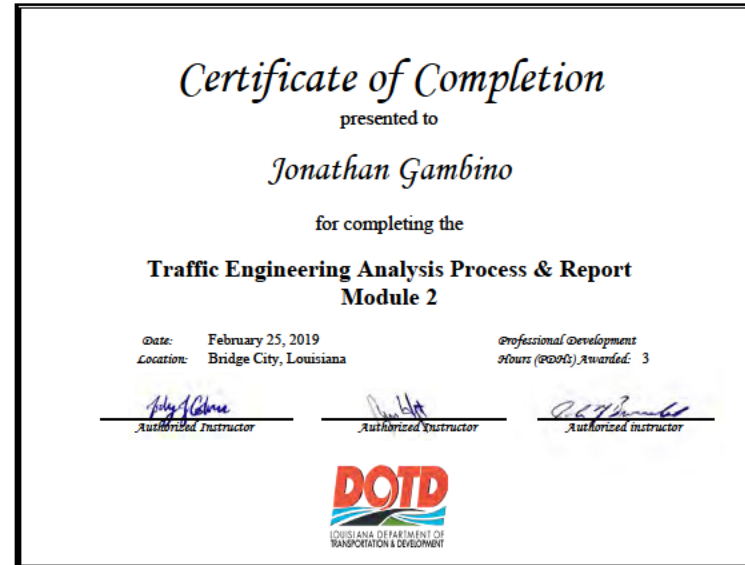 Certificate of Completion
presented to
Jonathan Gambino
for completing the
Traffic Engineering Analysis Process & Report
Module 2
Date: February 25, 2019
Location: Bridge City, Louisiana
Professional Development
Hours (PDHs) Awarded: 3
Authorized Instructor
Authorized Instructor
Authorized instructor
DOTD
LOUISIANA DEPARTMENT OF
TRANSPORTATION & DEVELOPMENT